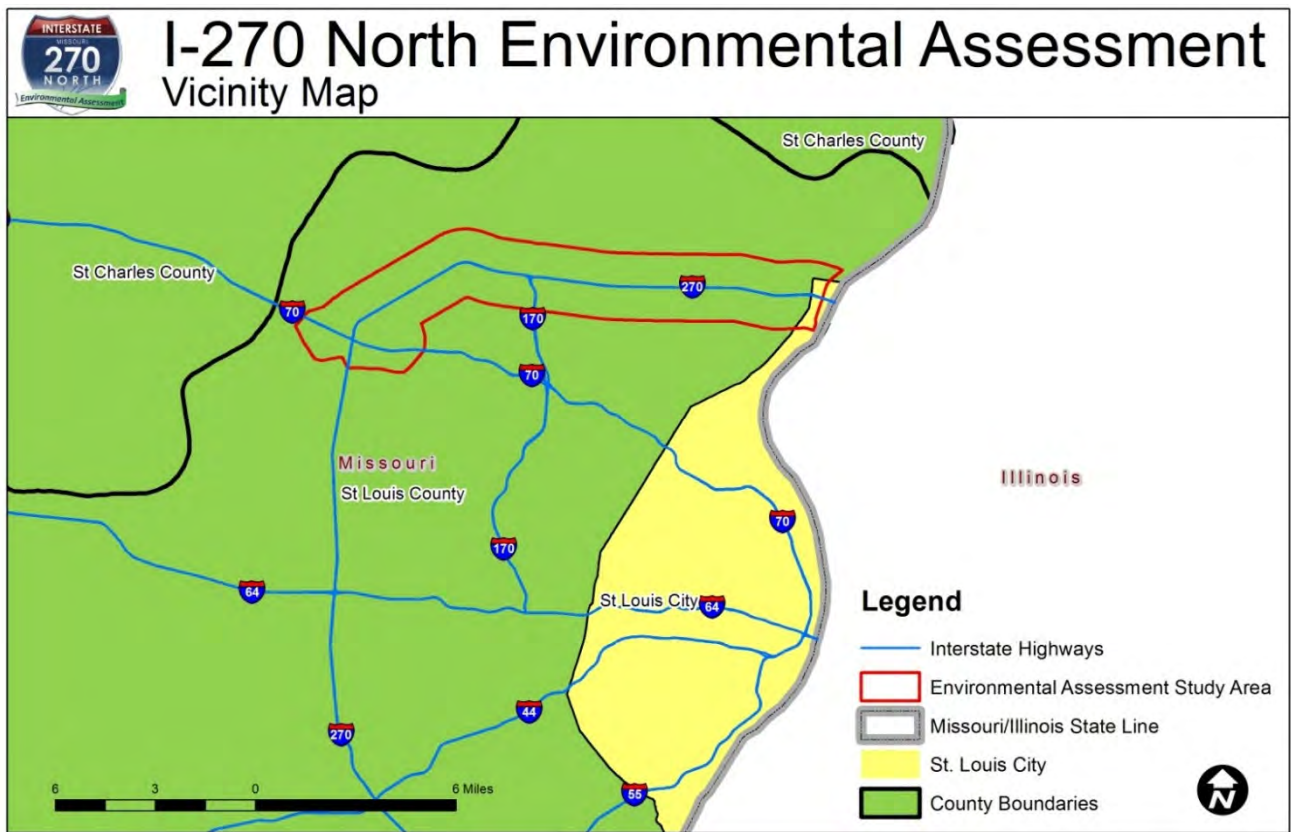 INTERSTATE
MISSOURI
270
NORTH
Environmental Assessment
I-270 North Environmental Assessment
Vicinity Map
St Charles County
St Charles County
70
270
170
70
Missouri
St Louis County
Illinois
70
170
64
St Louis City
64
44
270
55
Legend
Interstate Highways
Environmental Assessment Study Area
Missouri/Illinois State Line
St. Louis City
County Boundaries
6 3 0 6 Miles
N